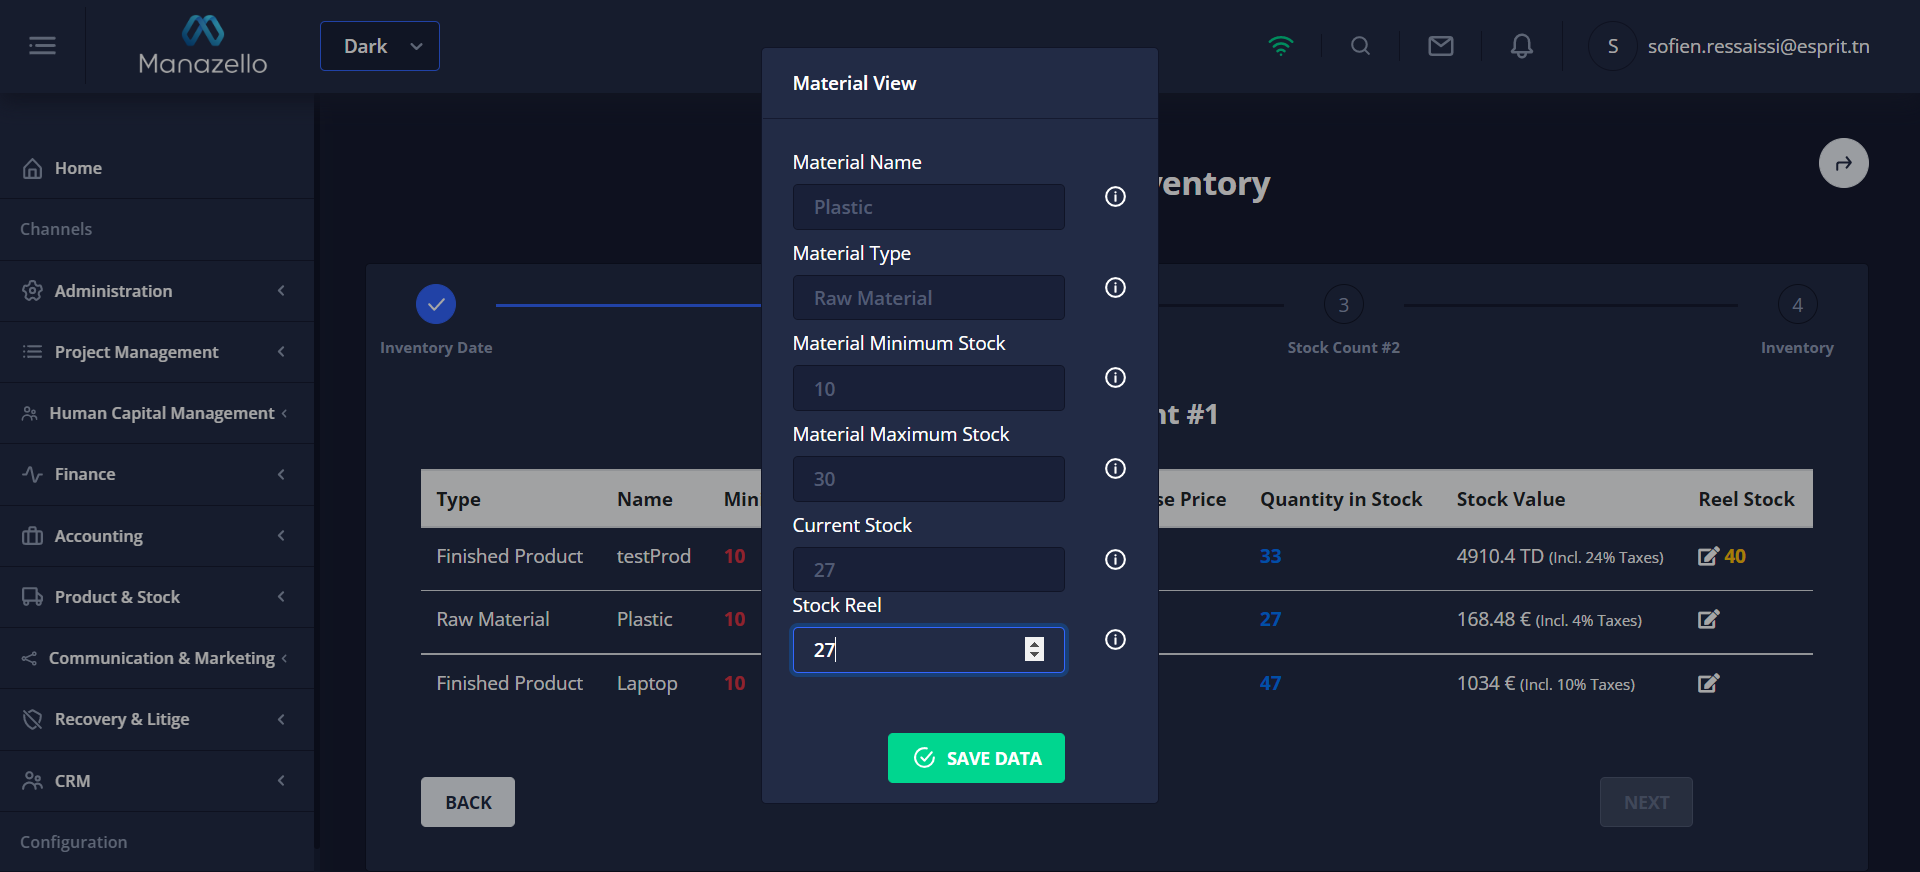 Manazello
Dark
S
sofien.ressaissi@esprit.tn
Home
Channels
Administration
Project Management
Human Capital Management
Finance
Accounting
Product & Stock
Communication & Marketing
Recovery & Litige
CRM
Configuration
Inventory Date
3
Stock Count #2
4
Inventory
#1
Type Name Price Quantity in Stock Stock Value Reel Stock
Finished Product testProd 10 33 4910.4 TD (Incl. 24% Taxes) 40
Raw Material Plastic 10 27 168.48 € (Incl. 4% Taxes)
Finished Product Laptop 10 47 1034 € (Incl. 10% Taxes)
BACK
NEXT
Material View
Material Name
Plastic
Material Type
Raw Material
Material Minimum Stock
10
Material Maximum Stock
30
Current Stock
27
Stock Reel
27
SAVE DATA